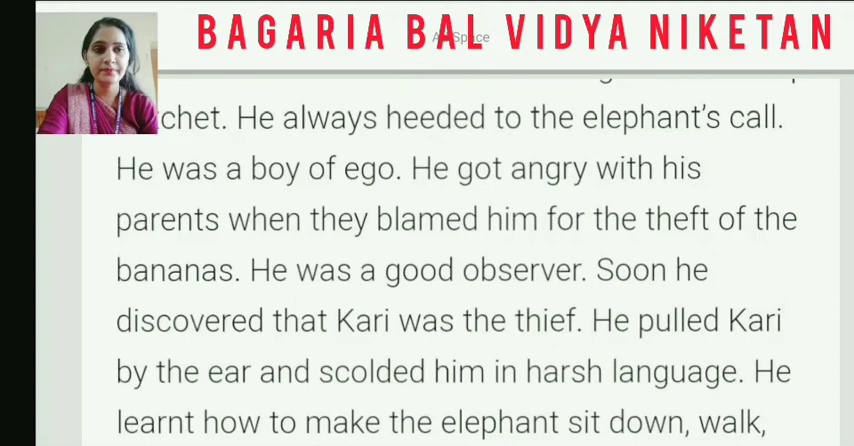 BAGARIA BAL VIDYA NIKETAN
chet. He always heeded to the elephant's call.
He was a boy of ego. He got angry with his
parents when they blamed him for the theft of the
bananas. He was a good observer. Soon he
discovered that Kari was the thief. He pulled Kari
by the ear and scolded him in harsh language. He
learnt how to make the elephant sit down, walk,